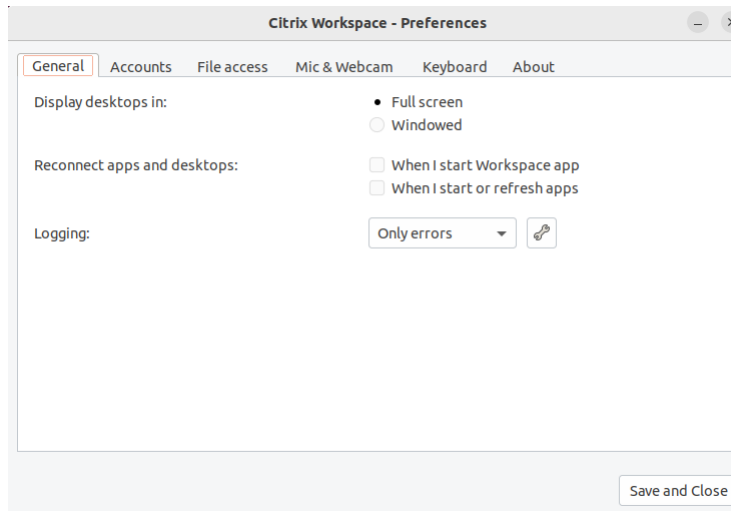 Citrix Workspace - Preferences
General Accounts File access Mic & Webcam Keyboard About
Display desktops in: Full screen
Windowed
Reconnect apps and desktops: When I start Workspace app
When I start or refresh apps
Logging: Only errors
Save and Close